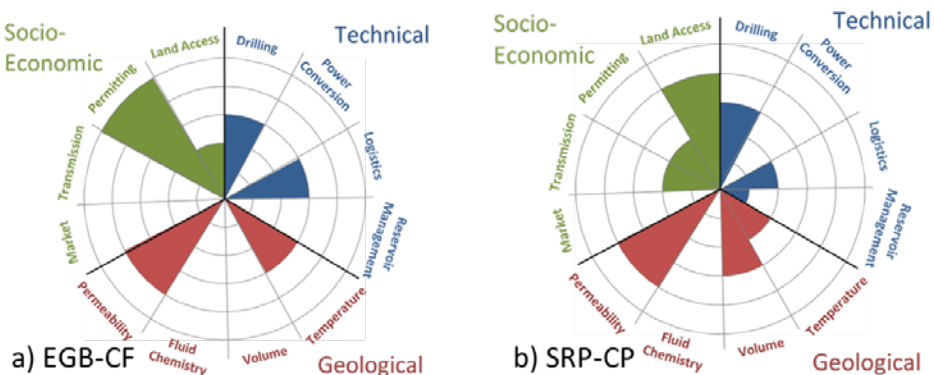 Socio-
Economic
Technical
Land Access
Drilling
Permitting
Power
Conversion
Transmission
Logistics
Market
Reservoir
Management
Permeability
Temperature
Fluid
Chemistry
Volume
a) EGB-CF
Geological
Socio-
Economic
Technical
Land Access
Drilling
Permitting
Power
Conversion
Transmission
Logistics
Market
Reservoir
Management
Permeability
Temperature
Fluid
Chemistry
Volume
b) SRP-CP
Geological